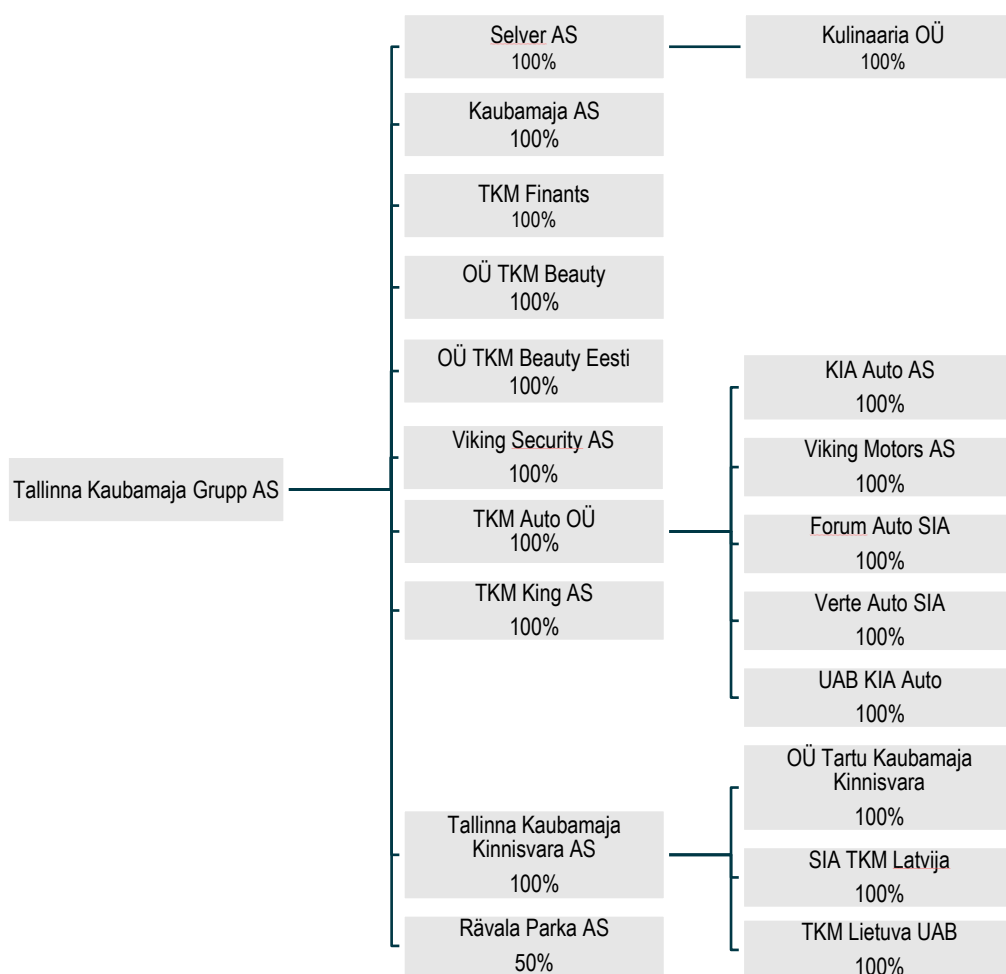 Tallinna Kaubamaja Grupp AS
Selver AS
100%
Kaubamaja AS
100%
TKM Finants
100%
OÜ TKM Beauty
100%
OÜ TKM Beauty Eesti
100%
Viking Security AS
100%
TKM Auto OÜ
100%
TKM King AS
100%
Tallinna Kaubamaja
Kinnisvara AS
100%
Rävala Parka AS
50%
Kulinaaria OÜ
100%
KIA Auto AS
100%
Viking Motors AS
100%
Forum Auto SIA
100%
Verte Auto SIA
100%
UAB KIA Auto
100%
OÜ Tartu Kaubamaja
Kinnisvara
100%
SIA TKM Latvija
100%
TKM Lietuva UAB
100%